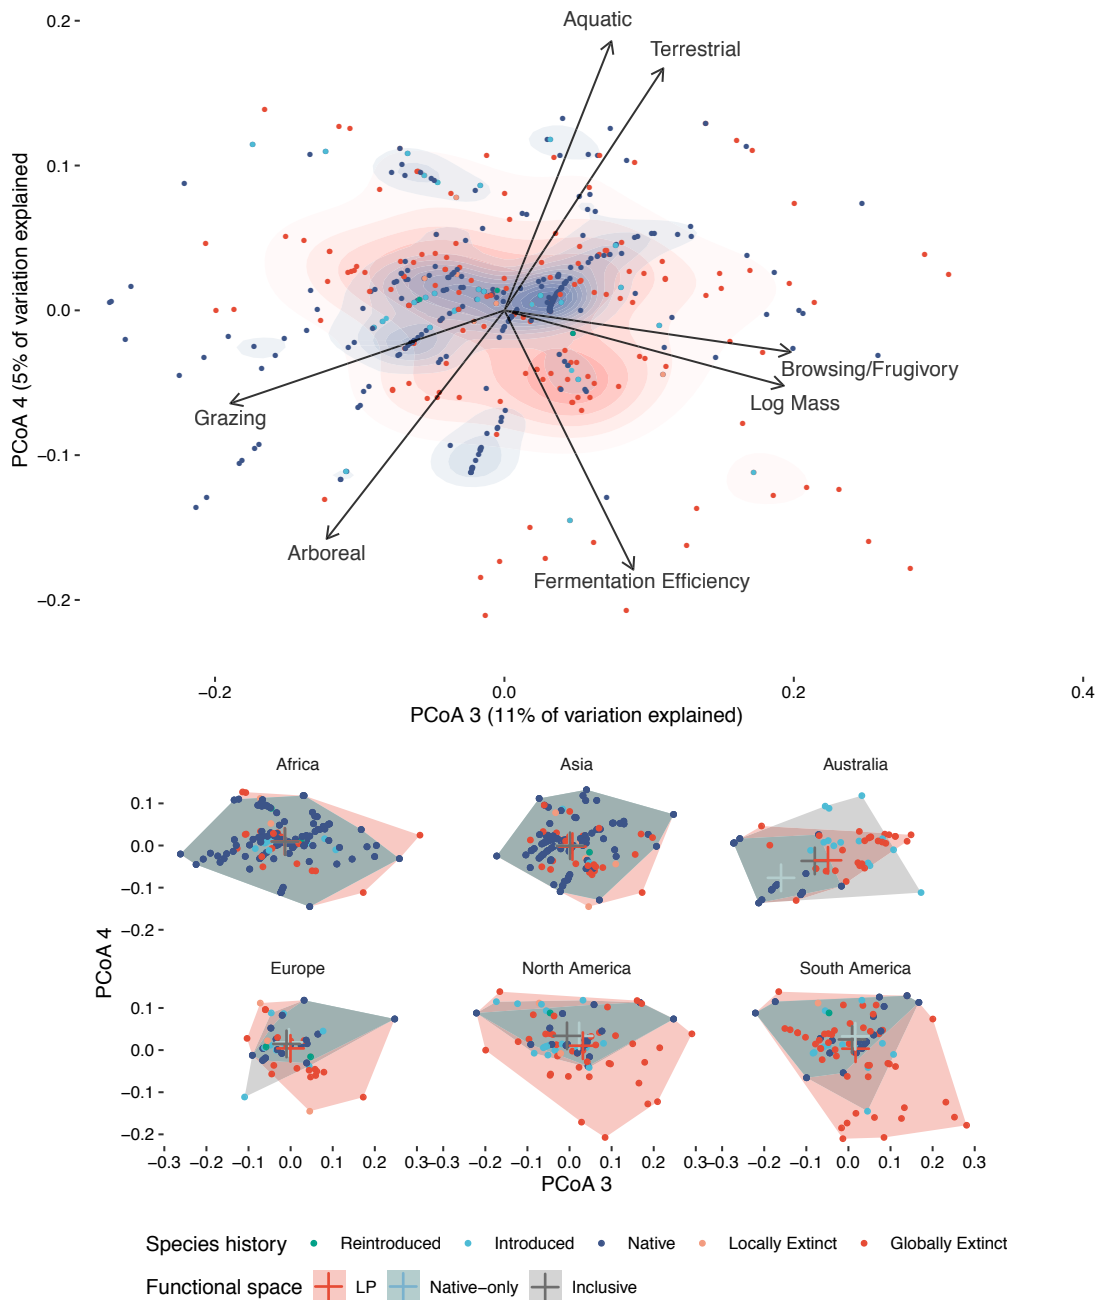 0.2
Aquatic
Terrestrial
0.1
0.0
−0.1
−0.2
PCoA 4 (5% of variation explained
Browsing/Frugivory
Log Mass
Grazing
Arboreal
Fermentation Efficiency
−0.2 0.0 0.2 0.4
PCoA 3 (11% of variation explained)
Africa Asia Australia
0.1
0.0
−0.1
−0.2
PCoA 4
Europe North America South America
0.1
0.0
−0.1
−0.2
−0.3 −0.2 −0.1 0.0 0.1 0.2 0.3 −0.3 −0.2 −0.1 0.0 0.1 0.2 0.3 −0.3 −0.2 −0.1 0.0 0.1 0.2 0.3
PCoA 3
Species history Reintroduced Introduced Native Locally Extinct Globally Extinct
Functional space LP Native−only Inclusive